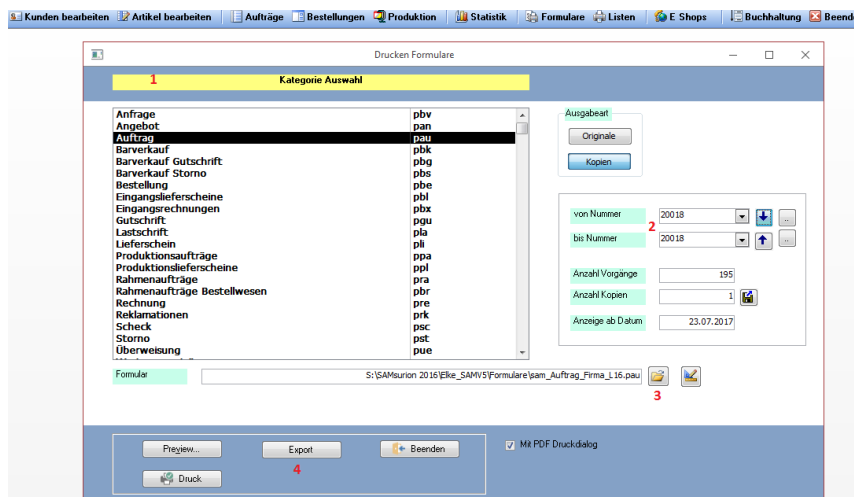 Kunden bearbeiten Artikel bearbeiten Aufträge Bestellungen Produktion Statistik Formulare Listen E Shops Buchhaltung Beend
Drucken Formulare
1 Kategorie Auswahl
Anfrage pbv
Angebot pan
Auftrag pau
Barverkauf pbk
Barverkauf Gutschrift pbg
Barverkauf Storno pbs
Bestellung pbe
Eingangslieferscheine pbl
Eingangsrechnungen pbx
Gutschrift pgu
Lastschrift pla
Lieferschein pli
Produktionsaufträge ppa
Produktionslieferscheine ppl
Rahmenaufträge pra
Rahmenaufträge Bestellwesen pbr
Rechnung pre
Reklamationen prk
Scheck psc
Storno pst
Überweisung pue
Ausgabeart
Originale
Kopien
von Nummer 20018 ..
2
bis Nummer 20018 ..
Anzahl Vorgänge 195
Anzahl Kopien 1
Anzeige ab Datum 23.07.2017
Formular S:\SAMsurion 2016\Elke_SAMV5\Formulare\sam_Auftrag_Firma_L16.pau
3
Preview... Export Beenden Mit PDF Druckdialog
4
Druck